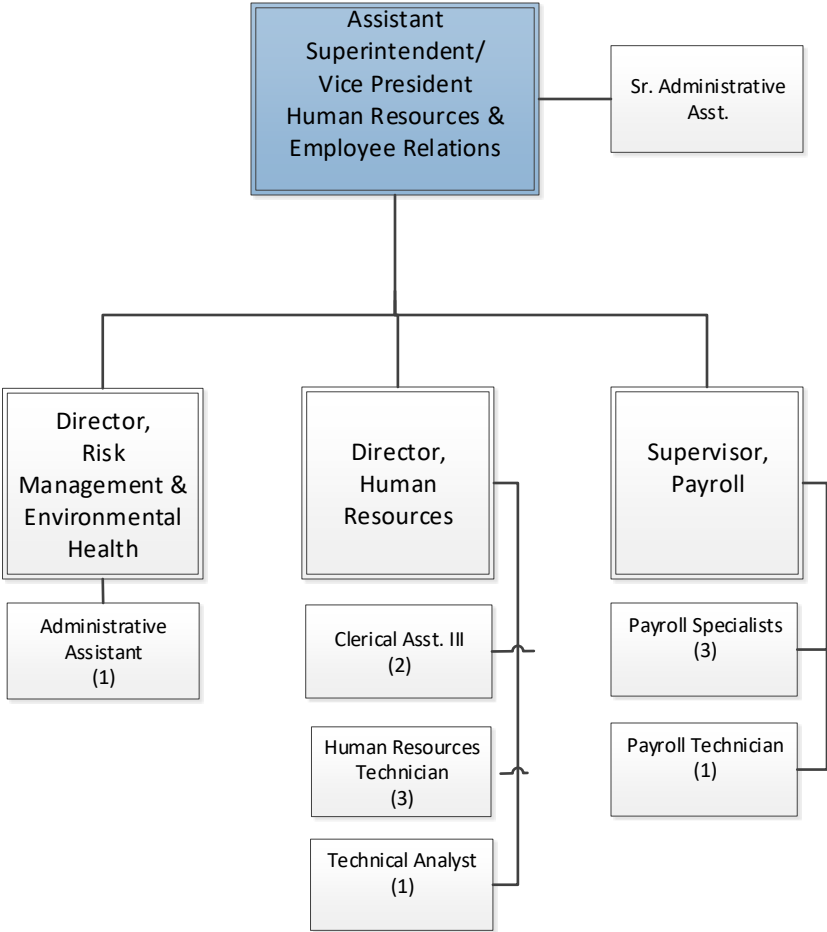 Assistant
Superintendent/
Vice President
Human Resources &
Employee Relations
Sr. Administrative
Asst.
Director,
Risk
Management &
Environmental
Health
Director,
Human
Resources
Supervisor,
Payroll
Administrative
Assistant
(1)
Clerical Asst. III
(2)
Payroll Specialists
(3)
Human Resources
Technician
(3)
Payroll Technician
(1)
Technical Analyst
(1)